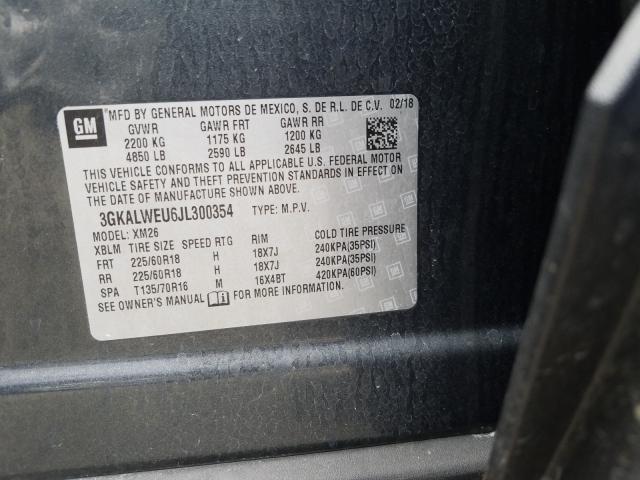 GM
MFD BY GENERAL MOTORS DE MEXICO, S. DE R.L. DE C.V. 02/18
GVWR GAWR FRT GAWR RR
2200 KG 1175 KG 1200 KG
4850 LB 2590 LB 2645 LB
THIS VEHICLE CONFORMS TO ALL APPLICABLE U.S. FEDERAL MOTOR
VEHICLE SAFETY AND THEFT PREVENTION STANDARDS IN EFFECT ON
THE DATE OF MANUFACTURE SHOWN ABOVE.
3GKALWEU6JL300354 TYPE: M.P.V.
MODEL: XM26
XBLM TIRE SIZE SPEED RTG RIM COLD TIRE PRESSURE
FRT 225/60R18 H 18X7J 240KPA(35PSI)
RR 225/60R18 H 18X7J 240KPA(35PSI)
SPA T135/70R16 M 16X4BT 420KPA(60PSI)
SEE OWNER'S MANUAL FOR MORE INFORMATION.